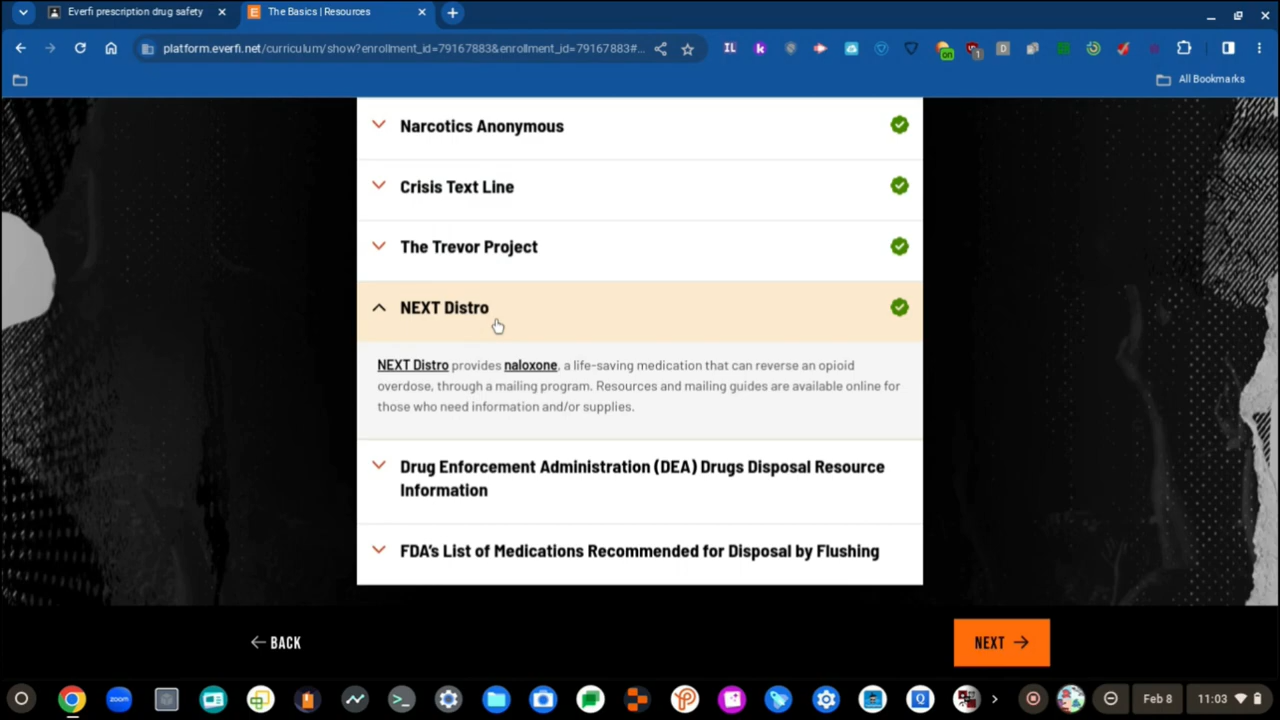 Everfi prescription drug safety
The Basics | Resources
platform.everfi.net/curriculum/show?enrollment_id=79167883&enrollment_id=79167883#...
All Bookmarks
Narcotics Anonymous
Crisis Text Line
The Trevor Project
NEXT Distro
NEXT Distro provides naloxone, a life-saving medication that can reverse an opioid
overdose, through a mailing program. Resources and mailing guides are available online for
those who need information and/or supplies.
Drug Enforcement Administration (DEA) Drugs Disposal Resource
Information
FDA's List of Medications Recommended for Disposal by Flushing
BACK
NEXT
zoom
Feb 8
11:03